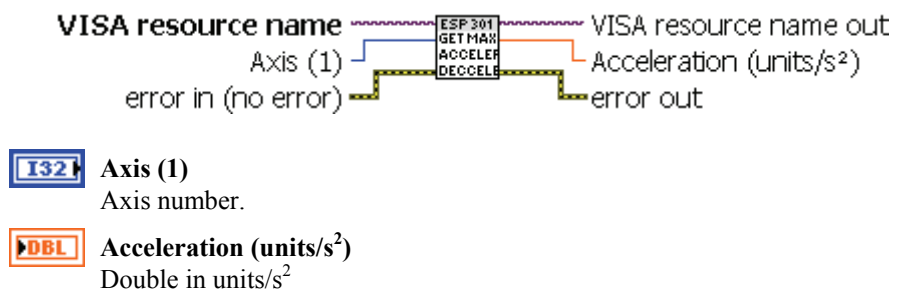 VISA resource name ESP 301 VISA resource name out
GET MAX
Axis (1) ACCELEF Acceleration (units/s²)
error in (no error) DECCELE error out
I32 Axis (1)
Axis number.
DBL Acceleration (units/s²)
Double in units/s²